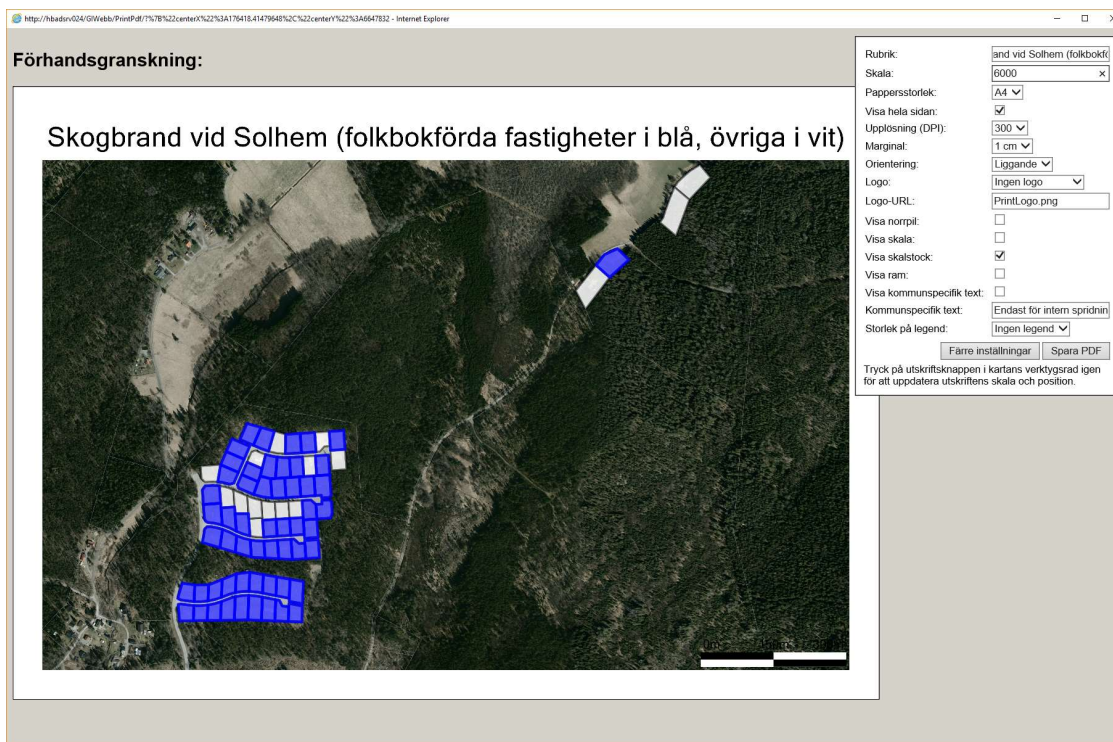 http://hbadsrv024/GIWebb/PrintPdf/?%7B%22centerX%22%3A176418.41479648%2C%22centerY%22%3A6647832 - Internet Explorer
Förhandsgranskning:
Skogbrand vid Solhem (folkbokförda fastigheter i blå, övriga i vit)
Rubrik: and vid Solhem (folkbokfö
Skala: 6000
Pappersstorlek: A4
Visa hela sidan:
Upplösning (DPI): 300
Marginal: 1 cm
Orientering: Liggande
Logo: Ingen logo
Logo-URL: PrintLogo.png
Visa norrpil:
Visa skala:
Visa skalstock:
Visa ram:
Visa kommunspecifik text:
Kommunspecifik text: Endast för intern spridnin
Storlek på legend: Ingen legend
Färre inställningar Spara PDF
Tryck på utskriftsknappen i kartans verktygsrad igen
för att uppdatera utskriftens skala och position.